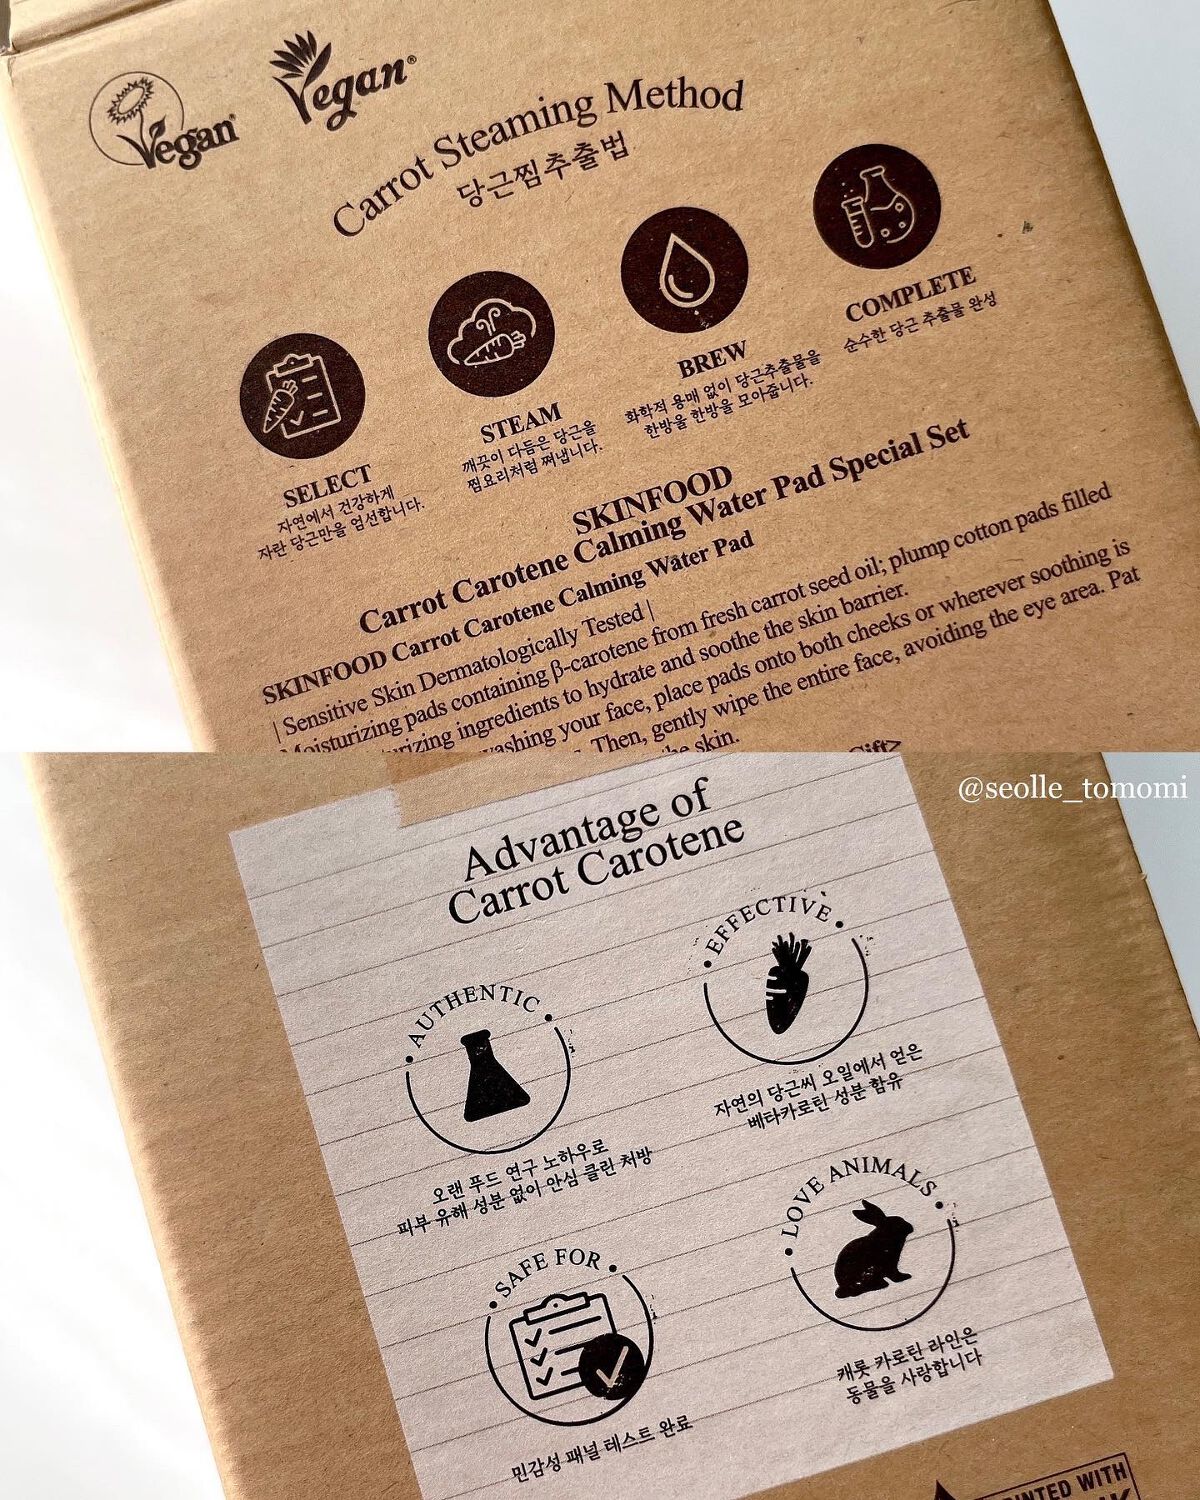 Vegan
Vegan®
Carrot Steaming Method
당근찜추출법
SELECT
자연에서 건강하게
자란 당근만을 엄선합니다.
STEAM
깨끗이 다듬은 당근을
찜요리처럼 쪄냅니다.
BREW
화학적 용매 없이 당근추출물을
한방울 한방울 모아줍니다.
COMPLETE
순수한 당근 추출물 완성
SKINFOOD
Carrot Carotene Calming Water Pad Special Set
SKINFOOD Carrot Carotene Calming Water Pad
| Sensitive Skin Dermatologically Tested |
Moisturizing pads containing β-carotene from fresh carrot seed oil; plump cotton pads filled
ingredients to hydrate and soothe the skin barrier.
washing your face, place pads onto both cheeks or wherever soothing is
Then, gently wipe the entire face, avoiding the eye area. Pat
the skin.
Gift>
@seolle_tomomi
Advantage of
Carrot Carotene
AUTHENTIC
오랜 푸드 연구 노하우로
피부 유해 성분 없이 안심 클린 처방
EFFECTIVE
자연의 당근씨 오일에서 얻은
베타카로틴 성분 함유
SAFE FOR
민감성 패널 테스트 완료
LOVE ANIMALS
캐롯 카로틴 라인은
동물을 사랑합니다
PRINTED WITH